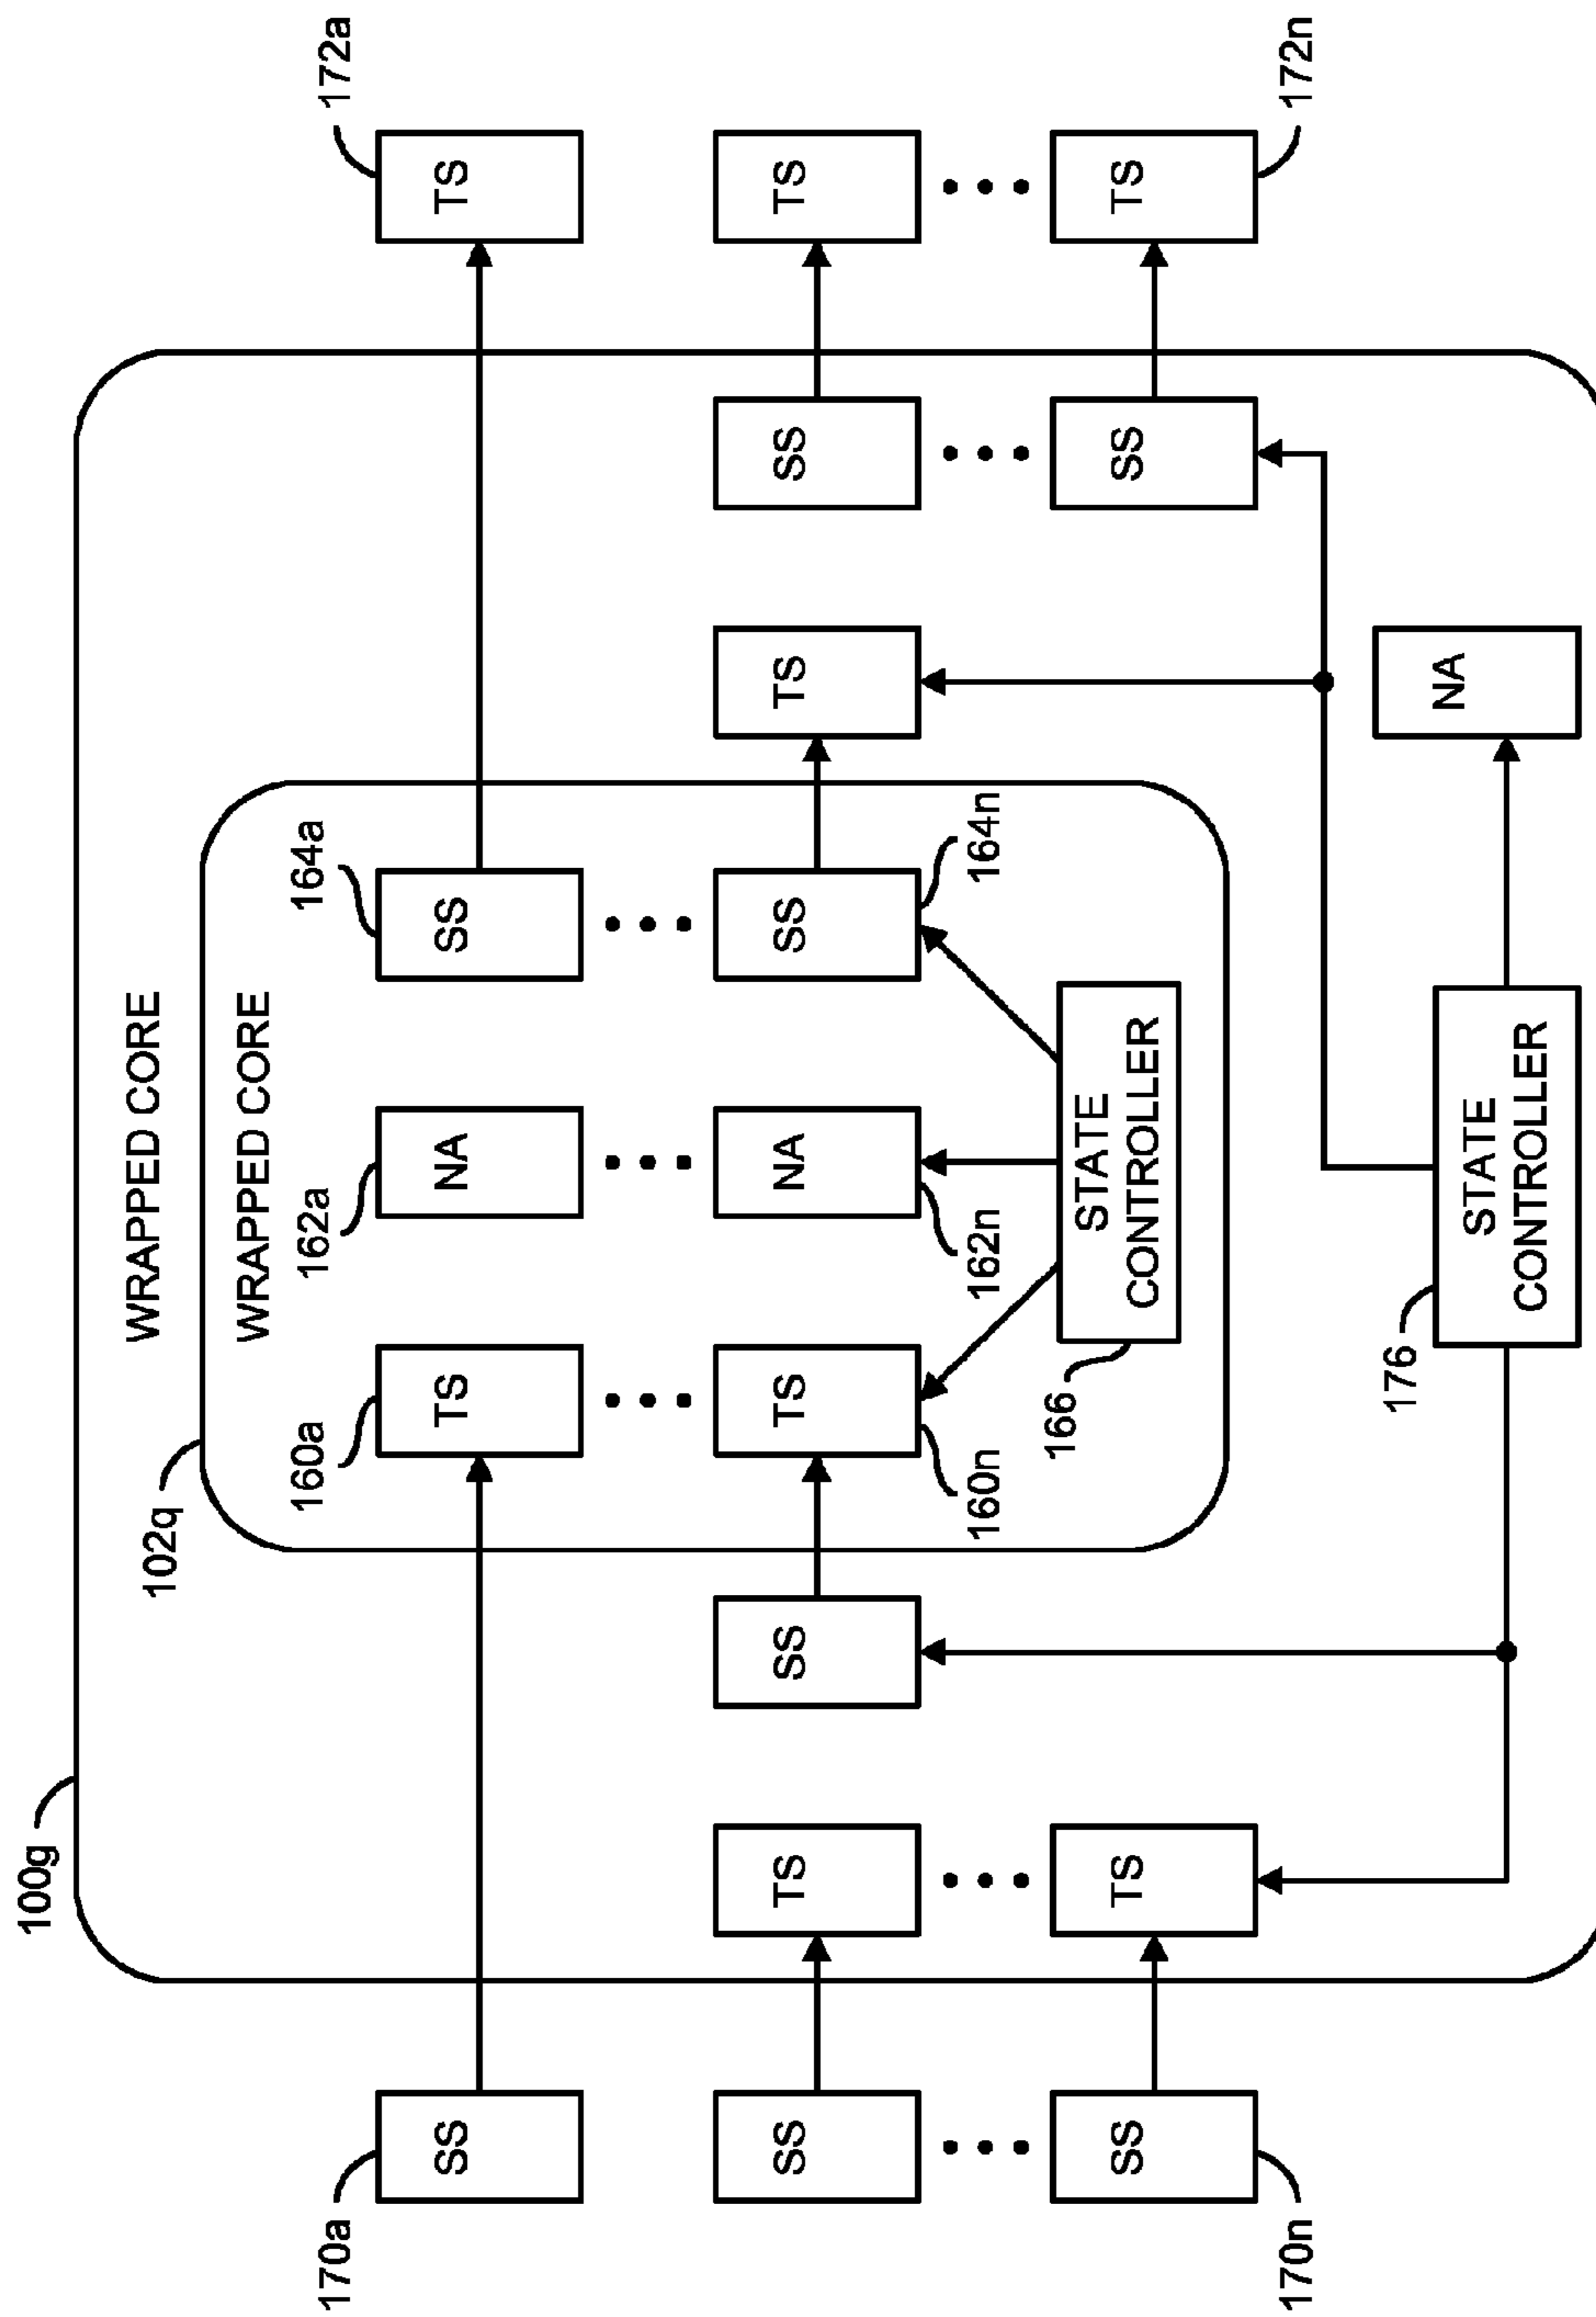 100g
WRAPPED CORE
102q
WRAPPED CORE
170a
160a
162a
164a
172a
SS
TS
NA
SS
TS
SS
TS
SS
TS
NA
SS
TS
SS
TS
160n
162n
164n
166
STATE
CONTROLLER
SS
TS
SS
TS
170n
172n
176
NA
STATE
CONTROLLER